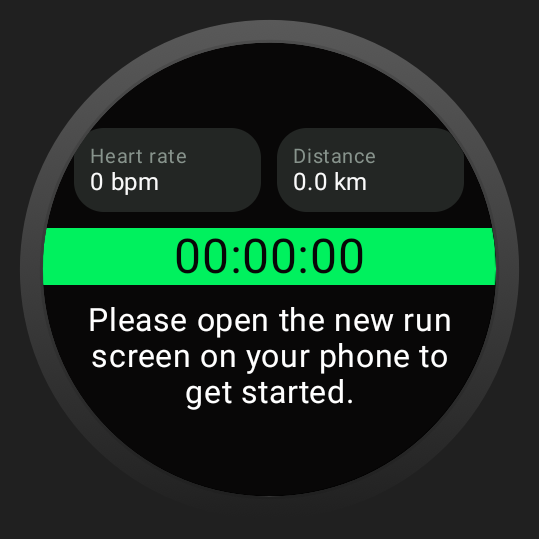 Heart rate
0 bpm
Distance
0.0 km
00:00:00
Please open the new run
screen on your phone to
get started.